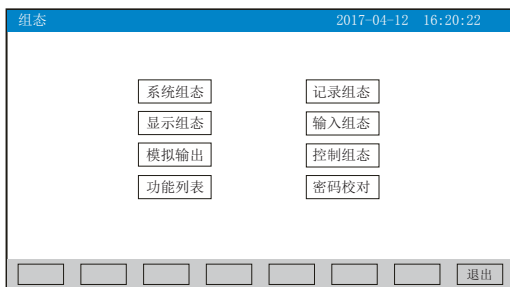 组态 2017-04-12 16:20:22
系统组态 记录组态
显示组态 输入组态
模拟输出 控制组态
功能列表 密码校对
退出